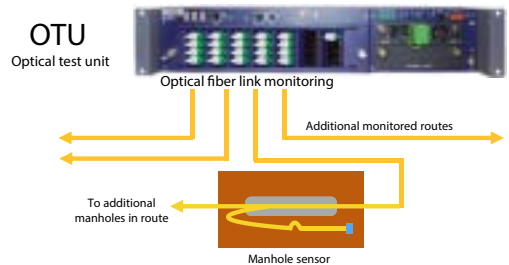 OTU
Optical test unit
Optical fiber link monitoring
Additional monitored routes
To additional
manholes in route
Manhole sensor